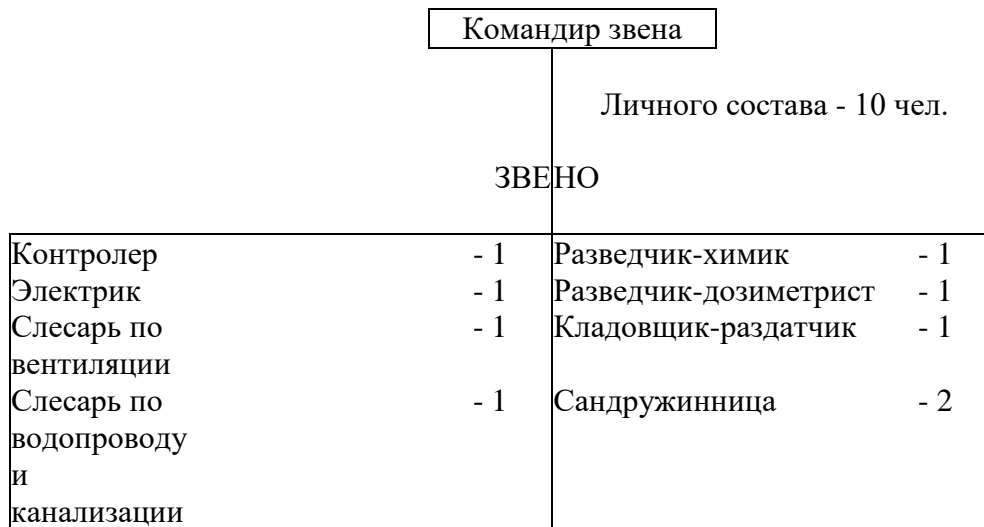 Командир звена
Личного состава - 10 чел.
ЗВЕНО
Контролер - 1 Разведчик-химик - 1
Электрик - 1 Разведчик-дозиметрист - 1
Слесарь по - 1 Кладовщик-раздатчик - 1
вентиляции
Слесарь по - 1 Сандружинница - 2
водопроводу
и
канализации